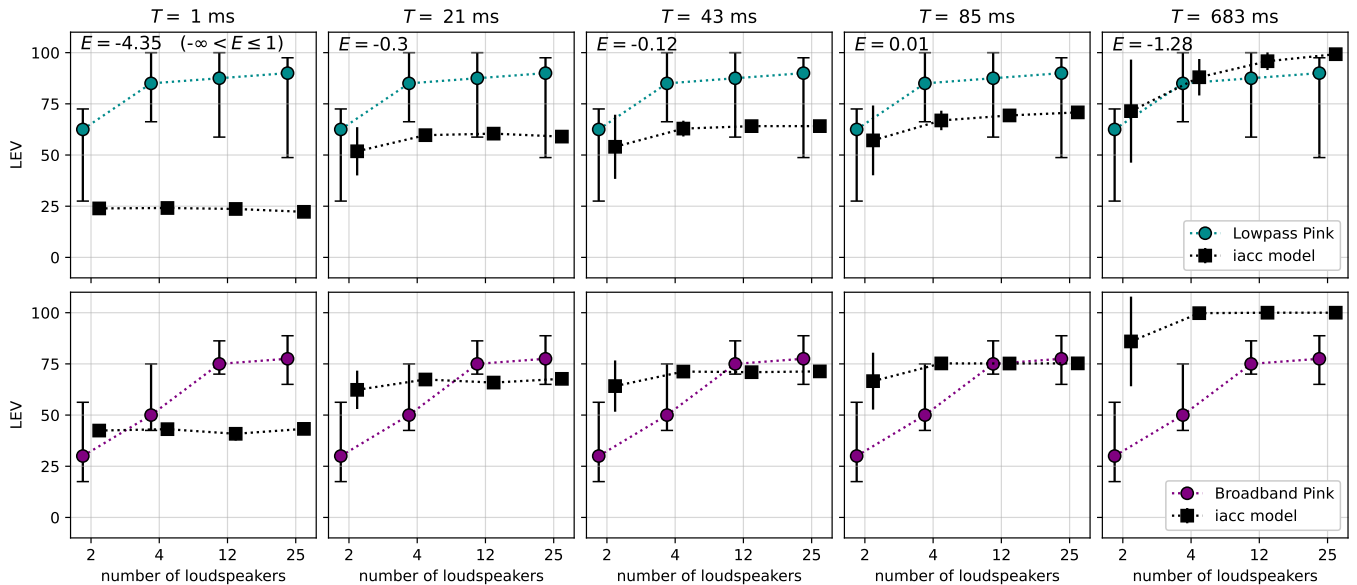 T = 1 ms
T = 21 ms
T = 43 ms
T = 85 ms
T = 683 ms
E = -4.35 (-∞ < E ≤ 1)
E = -0.3
E = -0.12
E = 0.01
E = -1.28
LEV
100
75
50
25
0
2 4 12 25
Lowpass Pink
iacc model
LEV
100
75
50
25
0
Broadband Pink
iacc model
2 4 12 25
2 4 12 25
2 4 12 25
2 4 12 25
2 4 12 25
number of loudspeakers
number of loudspeakers
number of loudspeakers
number of loudspeakers
number of loudspeakers